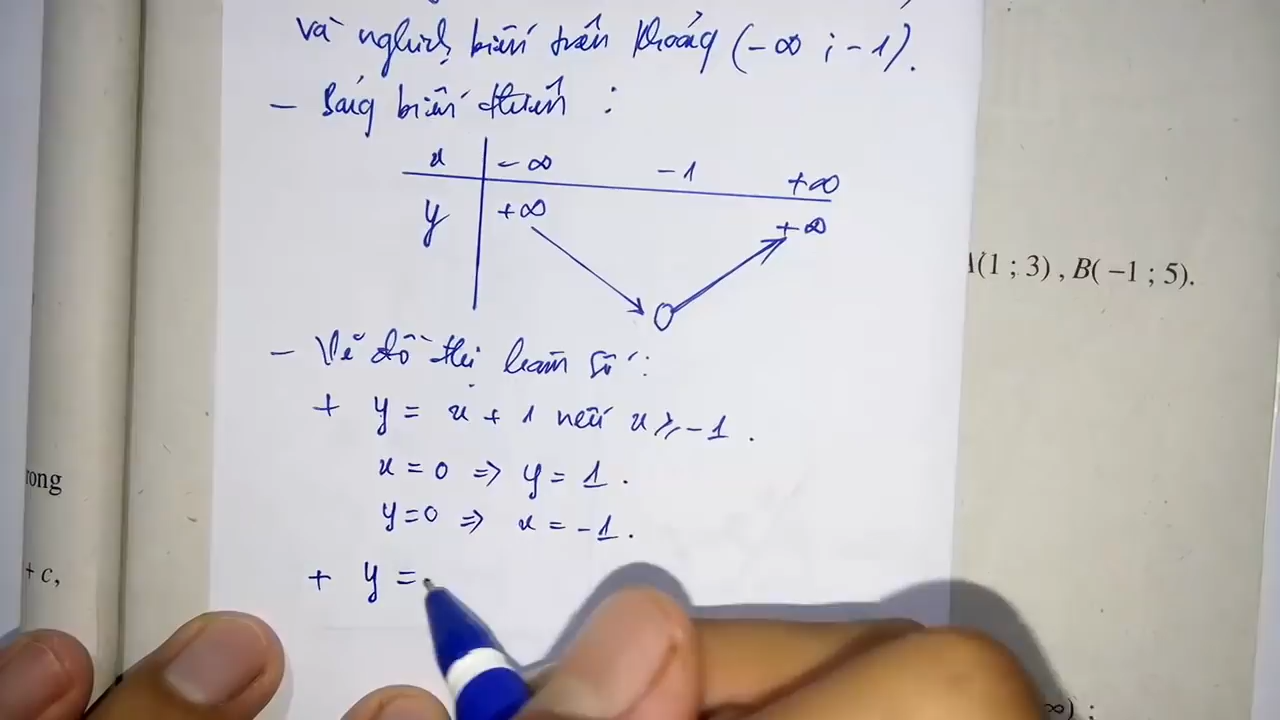 và nghịch biến trên khoảng (-∞ ; -1).
- Bảng biến thiên :
x -∞ -1 +∞
y +∞ 0 +∞
- Vẽ đồ thị hàm số :
+ y = x + 1 nếu x ≥ -1 .
x = 0 ⇒ y = 1 .
y = 0 ⇒ x = -1 .
+ y =
(1 ; 3) , B( −1 ; 5).
rong
+ c,
∞) ;